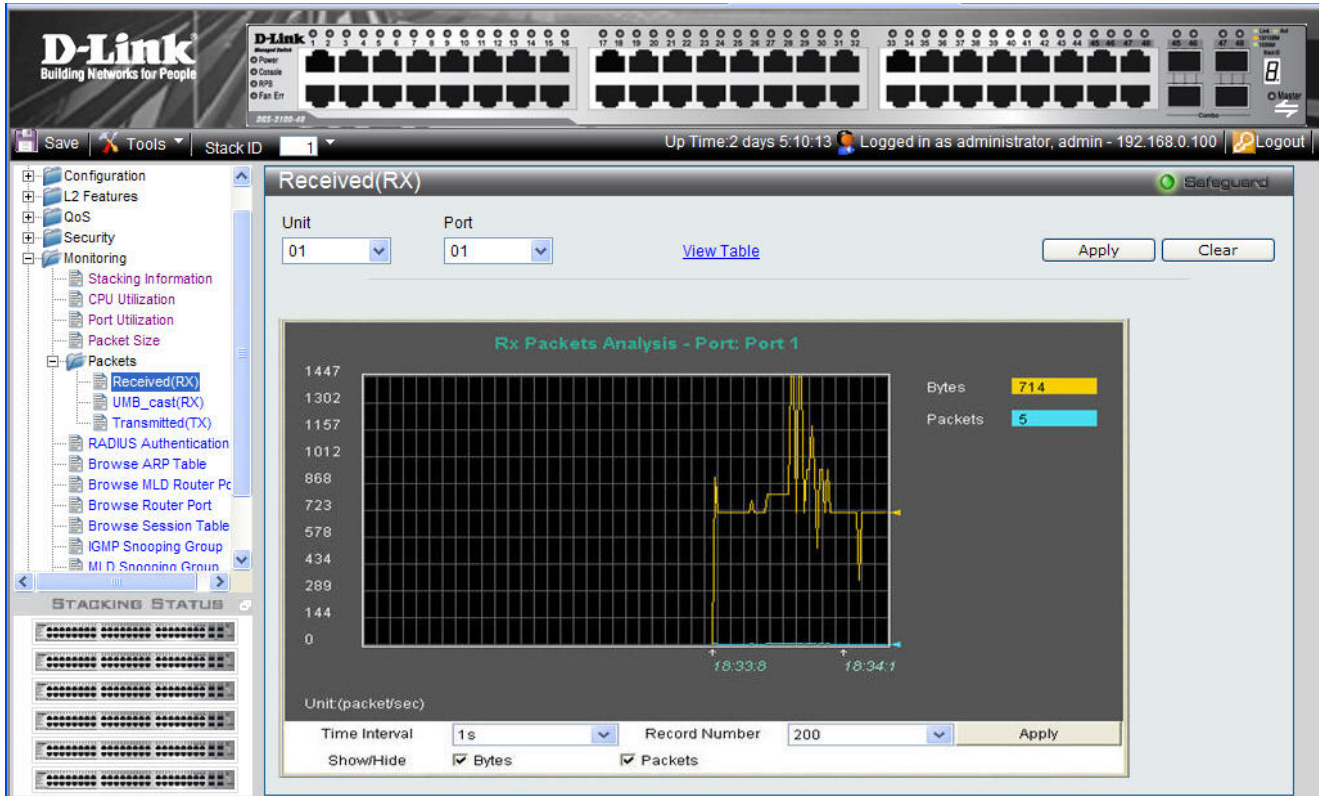 D-Link
Building Networks for People
D-Link
Power
Console
RPS
Fan Err
DGS-3100-48
1 2 3 4 5 6 7 8 9 10 11 12 13 14 15 16
17 18 19 20 21 22 23 24 25 26 27 28 29 30 31 32
33 34 35 36 37 38 39 40 41 42 43 44 45 46 47 48
45 46 47 48
Combo
Master
Save
Tools
Stack ID
1
Up Time:2 days 5:10:13
Logged in as administrator, admin - 192.168.0.100
Logout
Configuration
L2 Features
QoS
Security
Monitoring
Stacking Information
CPU Utilization
Port Utilization
Packet Size
Packets
Received(RX)
UMB_cast(RX)
Transmitted(TX)
RADIUS Authentication
Browse ARP Table
Browse MLD Router Po
Browse Router Port
Browse Session Table
IGMP Snooping Group
MLD Snooping Group
STACKING STATUS
Received(RX)
Safeguard
Unit
Port
01
01
View Table
Apply
Clear
Rx Packets Analysis - Port: Port 1
1447
1302
1157
1012
868
723
578
434
289
144
0
Bytes 714
Packets 5
18:33:8
18:34:1
Unit:(packet/sec)
Time Interval
1s
Record Number
200
Apply
Show/Hide
Bytes
Packets